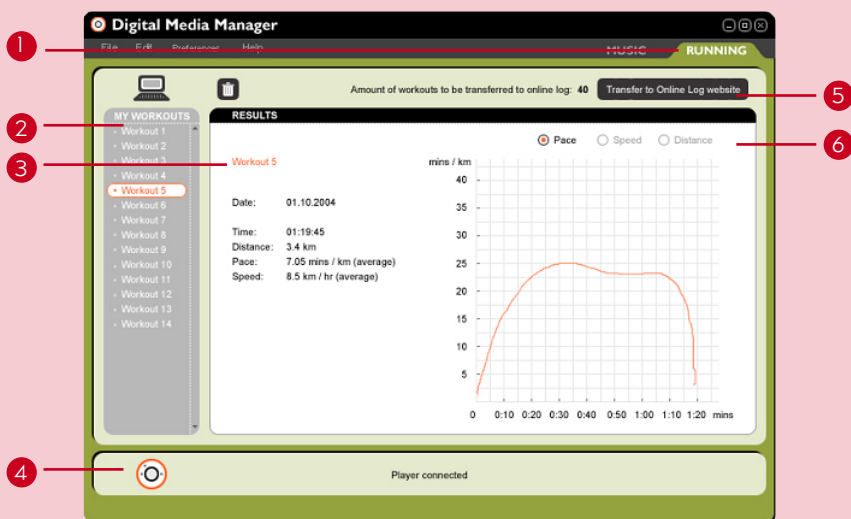 Digital Media Manager
1
File Edit Preferences Help MUSIC RUNNING
Amount of workouts to be transferred to online log: 40 Transfer to Online Log website
5
MY WORKOUTS
2
Workout 1
Workout 2
Workout 3
Workout 4
Workout 5
Workout 6
Workout 7
Workout 8
Workout 9
Workout 10
Workout 11
Workout 12
Workout 13
Workout 14
RESULTS
Pace Speed Distance
6
3
Workout 5
Date: 01.10.2004
Time: 01:19:45
Distance: 3.4 km
Pace: 7.05 mins / km (average)
Speed: 8.5 km / hr (average)
mins / km
40
35
30
25
20
15
10
5
0 0:10 0:20 0:30 0:40 0:50 1:00 1:10 1:20 mins
4
Player connected